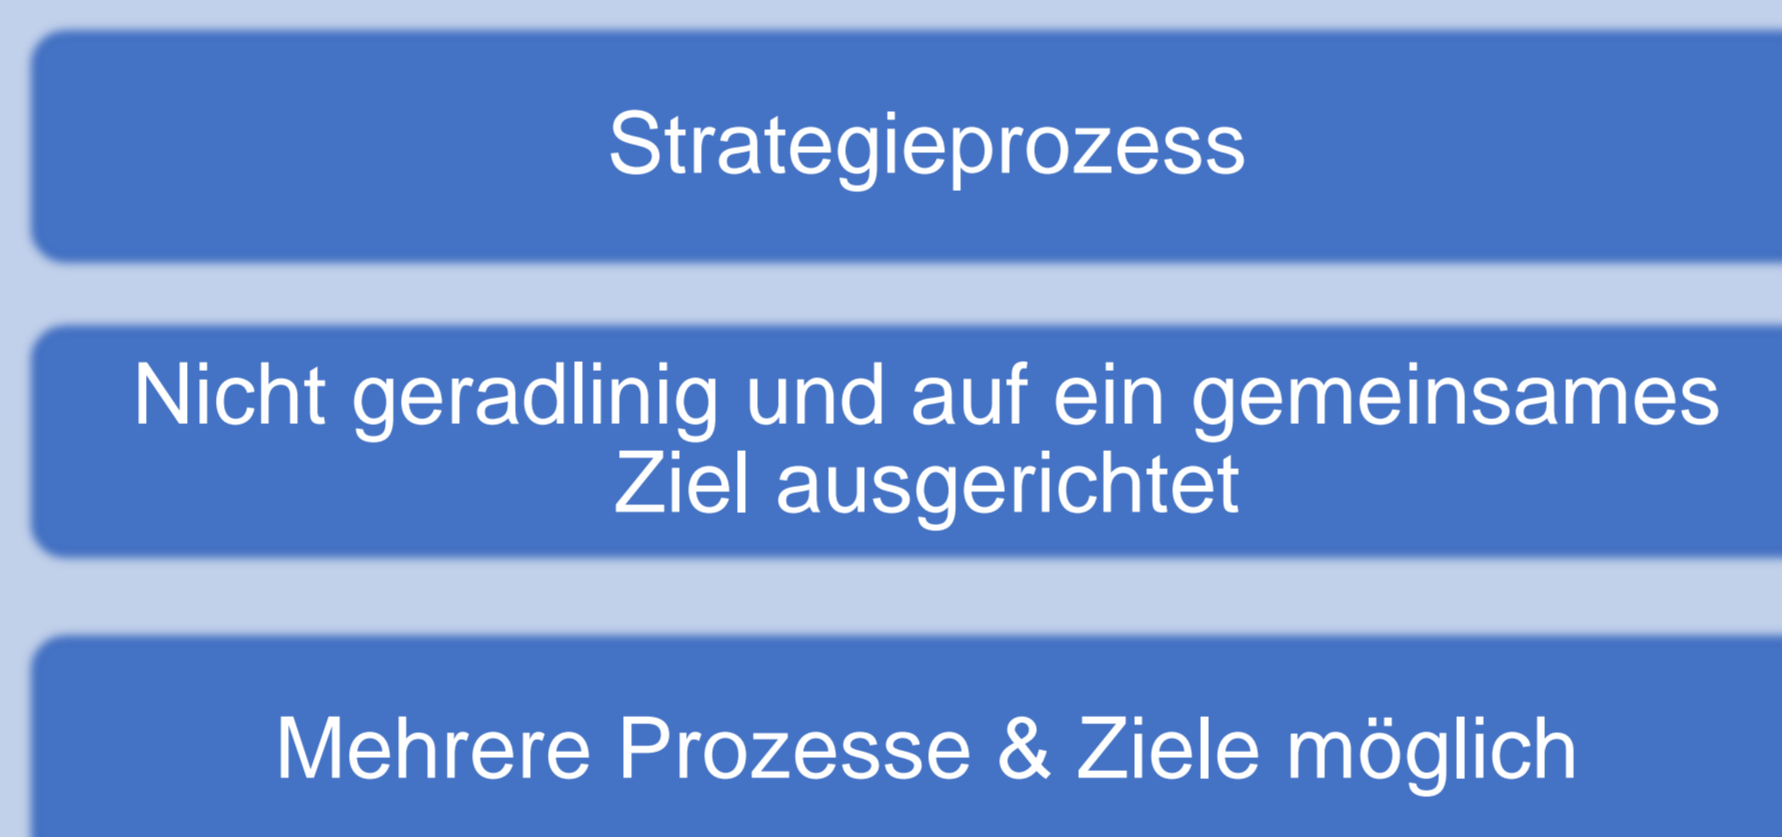 Strategieprozess
Nicht geradlinig und auf ein gemeinsames
Ziel ausgerichtet
Mehrere Prozesse & Ziele möglich